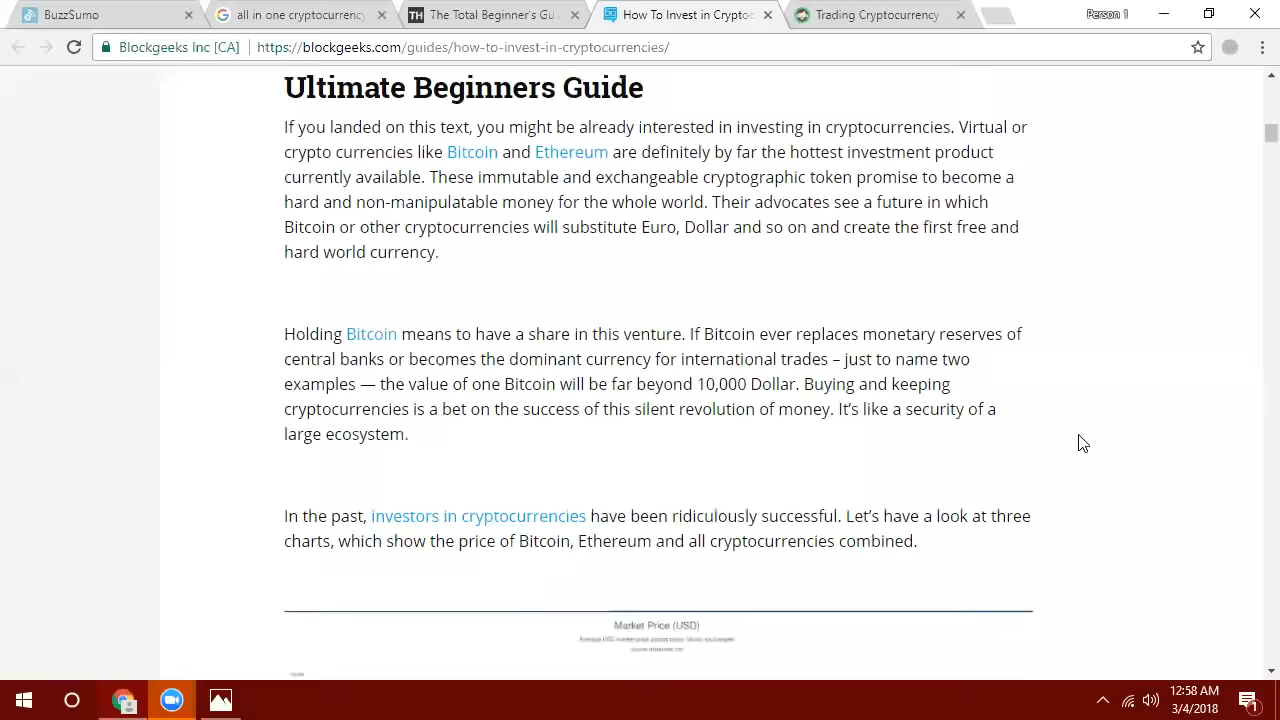 BuzzSumo
all in one cryptocurrency
TH The Total Beginner's Gu
How To Invest in Cryptoc
Trading Cryptocurrency
Person 1
Blockgeeks Inc [CA]
https://blockgeeks.com/guides/how-to-invest-in-cryptocurrencies/
Ultimate Beginners Guide
If you landed on this text, you might be already interested in investing in cryptocurrencies. Virtual or
crypto currencies like Bitcoin and Ethereum are definitely by far the hottest investment product
currently available. These immutable and exchangeable cryptographic token promise to become a
hard and non-manipulatable money for the whole world. Their advocates see a future in which
Bitcoin or other cryptocurrencies will substitute Euro, Dollar and so on and create the first free and
hard world currency.
Holding Bitcoin means to have a share in this venture. If Bitcoin ever replaces monetary reserves of
central banks or becomes the dominant currency for international trades – just to name two
examples — the value of one Bitcoin will be far beyond 10,000 Dollar. Buying and keeping
cryptocurrencies is a bet on the success of this silent revolution of money. It's like a security of a
large ecosystem.
In the past, investors in cryptocurrencies have been ridiculously successful. Let's have a look at three
charts, which show the price of Bitcoin, Ethereum and all cryptocurrencies combined.
Market Price (USD)
12:58 AM
3/4/2018
1